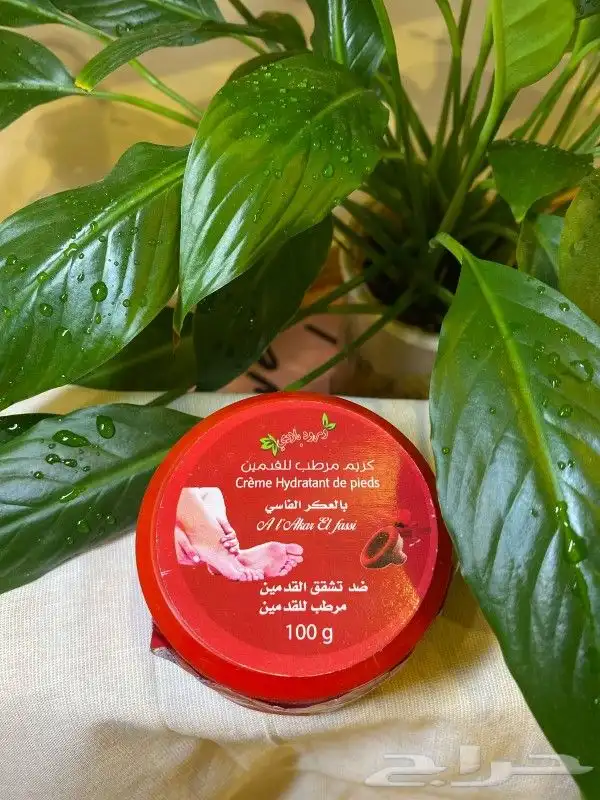 كريم مرطب للقدمين
Crème Hydratant de pieds
بالعكر الفاسي
A l'Akar El fassi
ضد تشقق القدمين
مرطب للقدمين
100 g
حراج